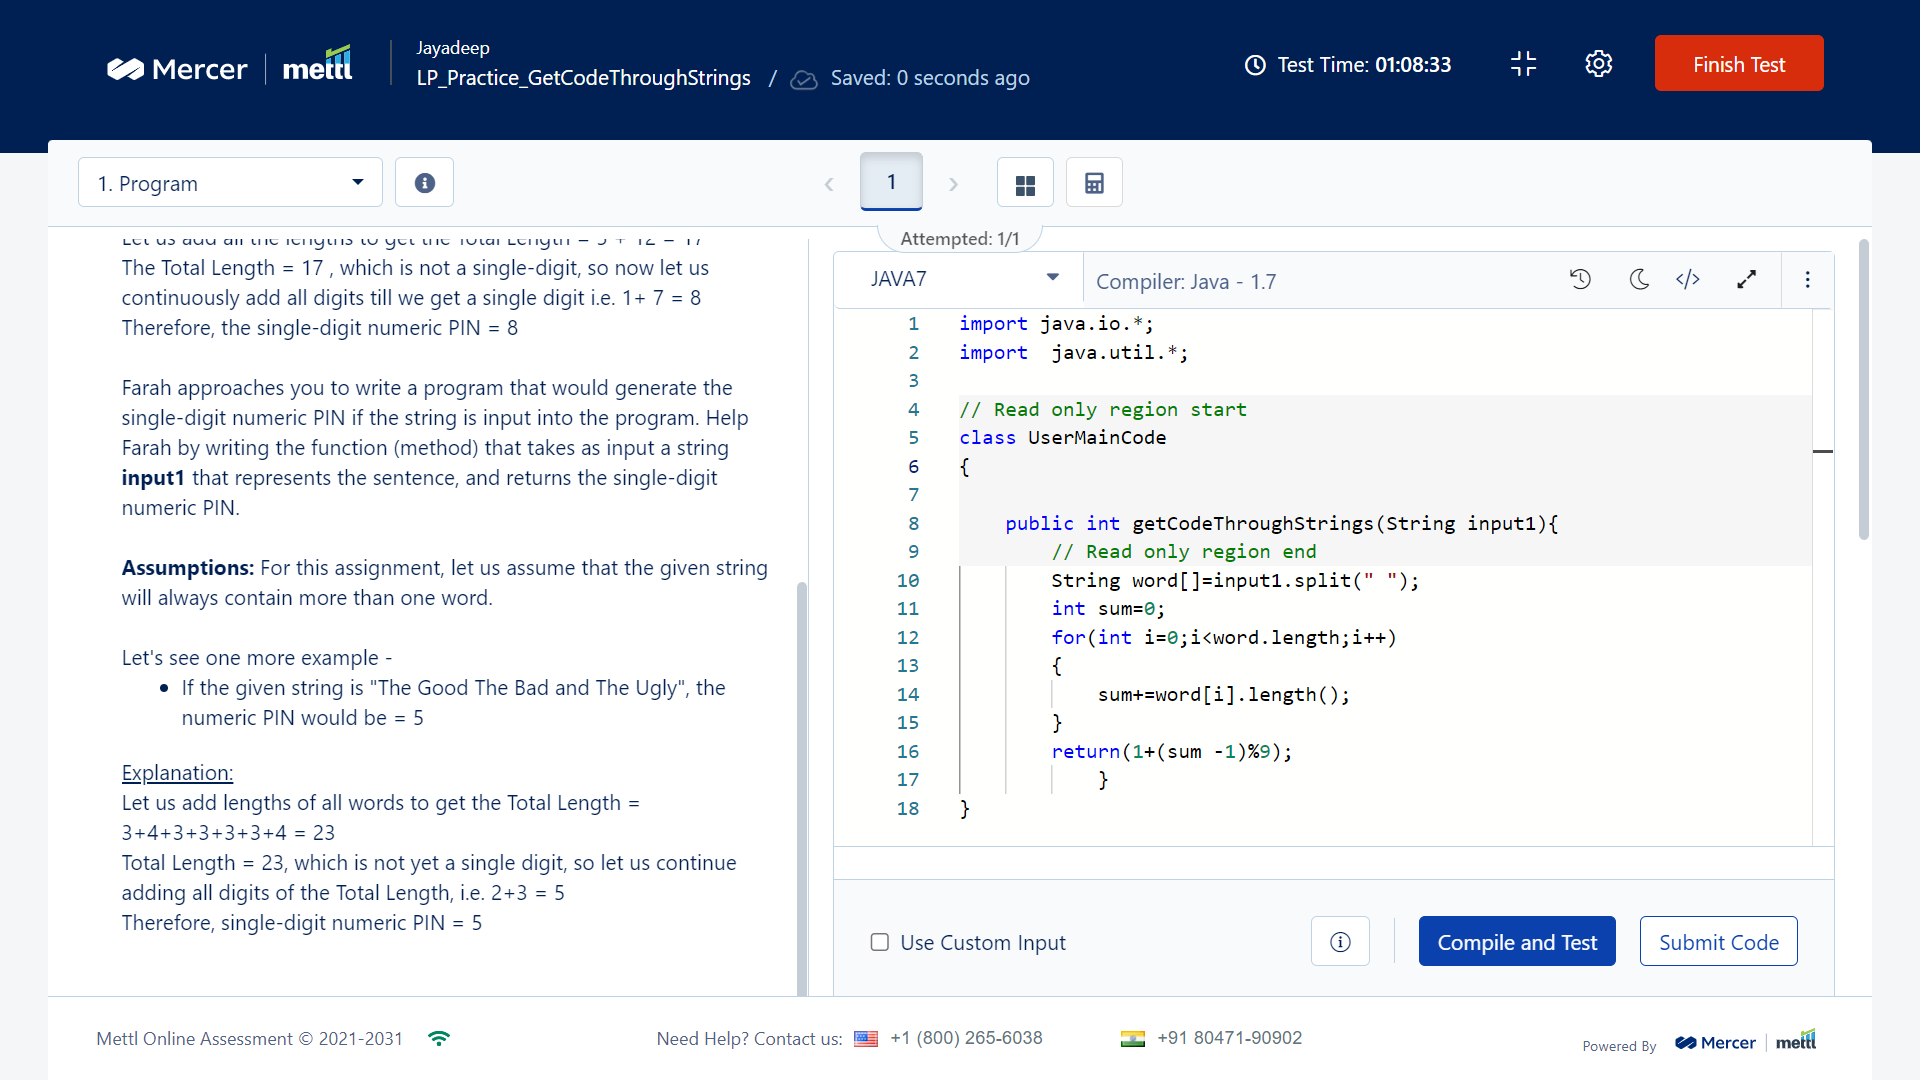 Mercer | mettl
Jayadeep
LP_Practice_GetCodeThroughStrings / Saved: 0 seconds ago
Test Time: 01:08:33
Finish Test
1. Program
1
Attempted: 1/1
Let us add all the lengths to get the Total Length = 5 + 12 = 17
The Total Length = 17 , which is not a single-digit, so now let us
continuously add all digits till we get a single digit i.e. 1+ 7 = 8
Therefore, the single-digit numeric PIN = 8
Farah approaches you to write a program that would generate the
single-digit numeric PIN if the string is input into the program. Help
Farah by writing the function (method) that takes as input a string
input1 that represents the sentence, and returns the single-digit
numeric PIN.
Assumptions: For this assignment, let us assume that the given string
will always contain more than one word.
Let's see one more example -
• If the given string is "The Good The Bad and The Ugly", the
numeric PIN would be = 5
Explanation:
Let us add lengths of all words to get the Total Length =
3+4+3+3+3+3+4 = 23
Total Length = 23, which is not yet a single digit, so let us continue
adding all digits of the Total Length, i.e. 2+3 = 5
Therefore, single-digit numeric PIN = 5
JAVA7
Compiler: Java - 1.7
1 import java.io.*;
2 import  java.util.*;
3
4 // Read only region start
5 class UserMainCode
6 {
7
8     public int getCodeThroughStrings(String input1){
9         // Read only region end
10         String word[]=input1.split(" ");
11         int sum=0;
12         for(int i=0;i<word.length;i++)
13         {
14             sum+=word[i].length();
15         }
16         return(1+(sum -1)%9);
17             }
18 }
Use Custom Input
Compile and Test
Submit Code
Mettl Online Assessment © 2021-2031
Need Help? Contact us: +1 (800) 265-6038
+91 80471-90902
Powered By Mercer | mettl